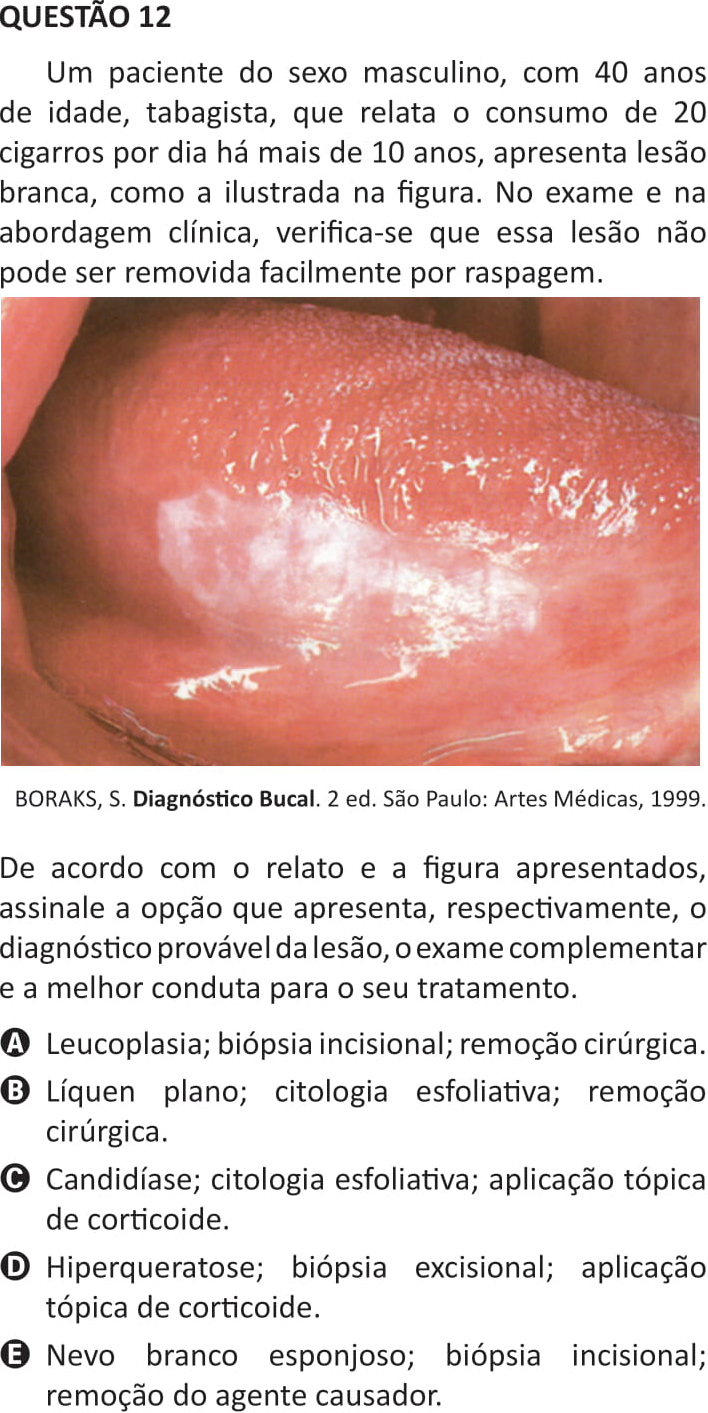 QUESTÃO 12
Um paciente do sexo masculino, com 40 anos
de idade, tabagista, que relata o consumo de 20
cigarros por dia há mais de 10 anos, apresenta lesão
branca, como a ilustrada na figura. No exame e na
abordagem clínica, verifica-se que essa lesão não
pode ser removida facilmente por raspagem.
BORAKS, S. Diagnóstico Bucal. 2 ed. São Paulo: Artes Médicas, 1999.
De acordo com o relato e a figura apresentados,
assinale a opção que apresenta, respectivamente, o
diagnóstico provável da lesão, o exame complementar
e a melhor conduta para o seu tratamento.
A Leucoplasia; biópsia incisional; remoção cirúrgica.
B Líquen plano; citologia esfoliativa; remoção
cirúrgica.
C Candidíase; citologia esfoliativa; aplicação tópica
de corticoide.
D Hiperqueratose; biópsia excisional; aplicação
tópica de corticoide.
E Nevo branco esponjoso; biópsia incisional;
remoção do agente causador.